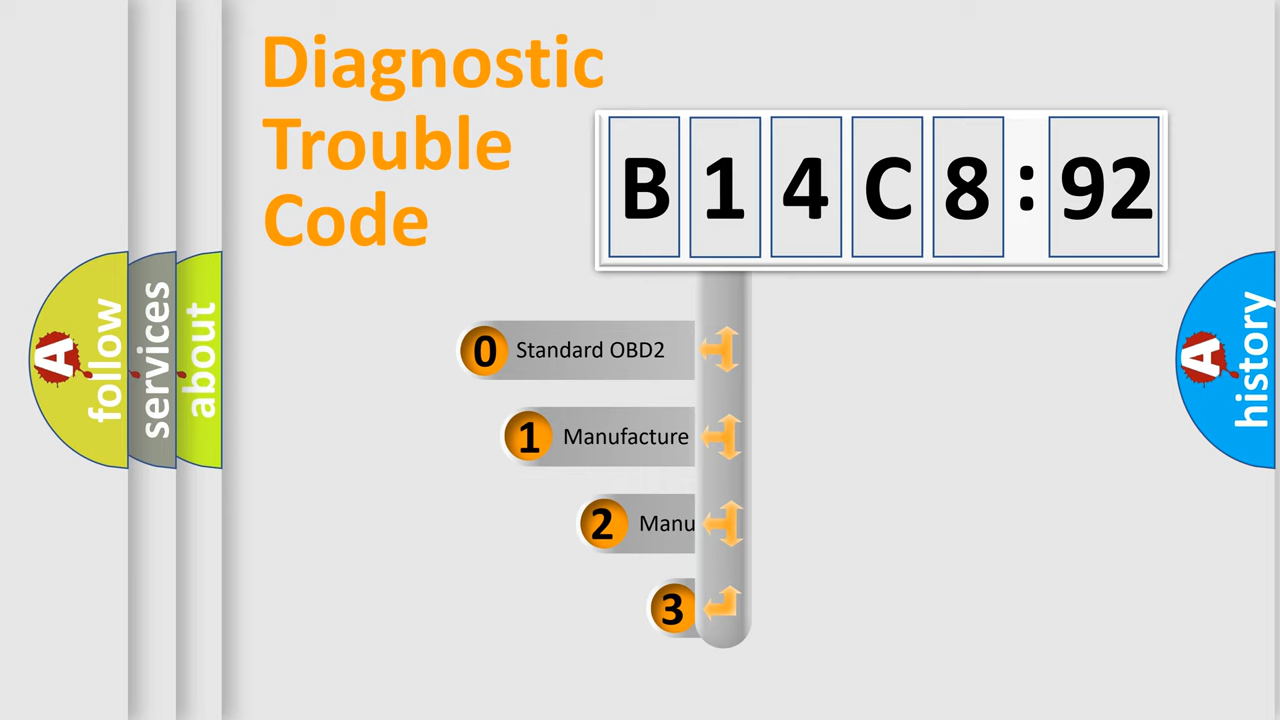 Diagnostic
Trouble
Code
B 1 4 C 8 : 92
0 Standard OBD2
1 Manufacture
2 Manu
3
A follow
services
about
A history